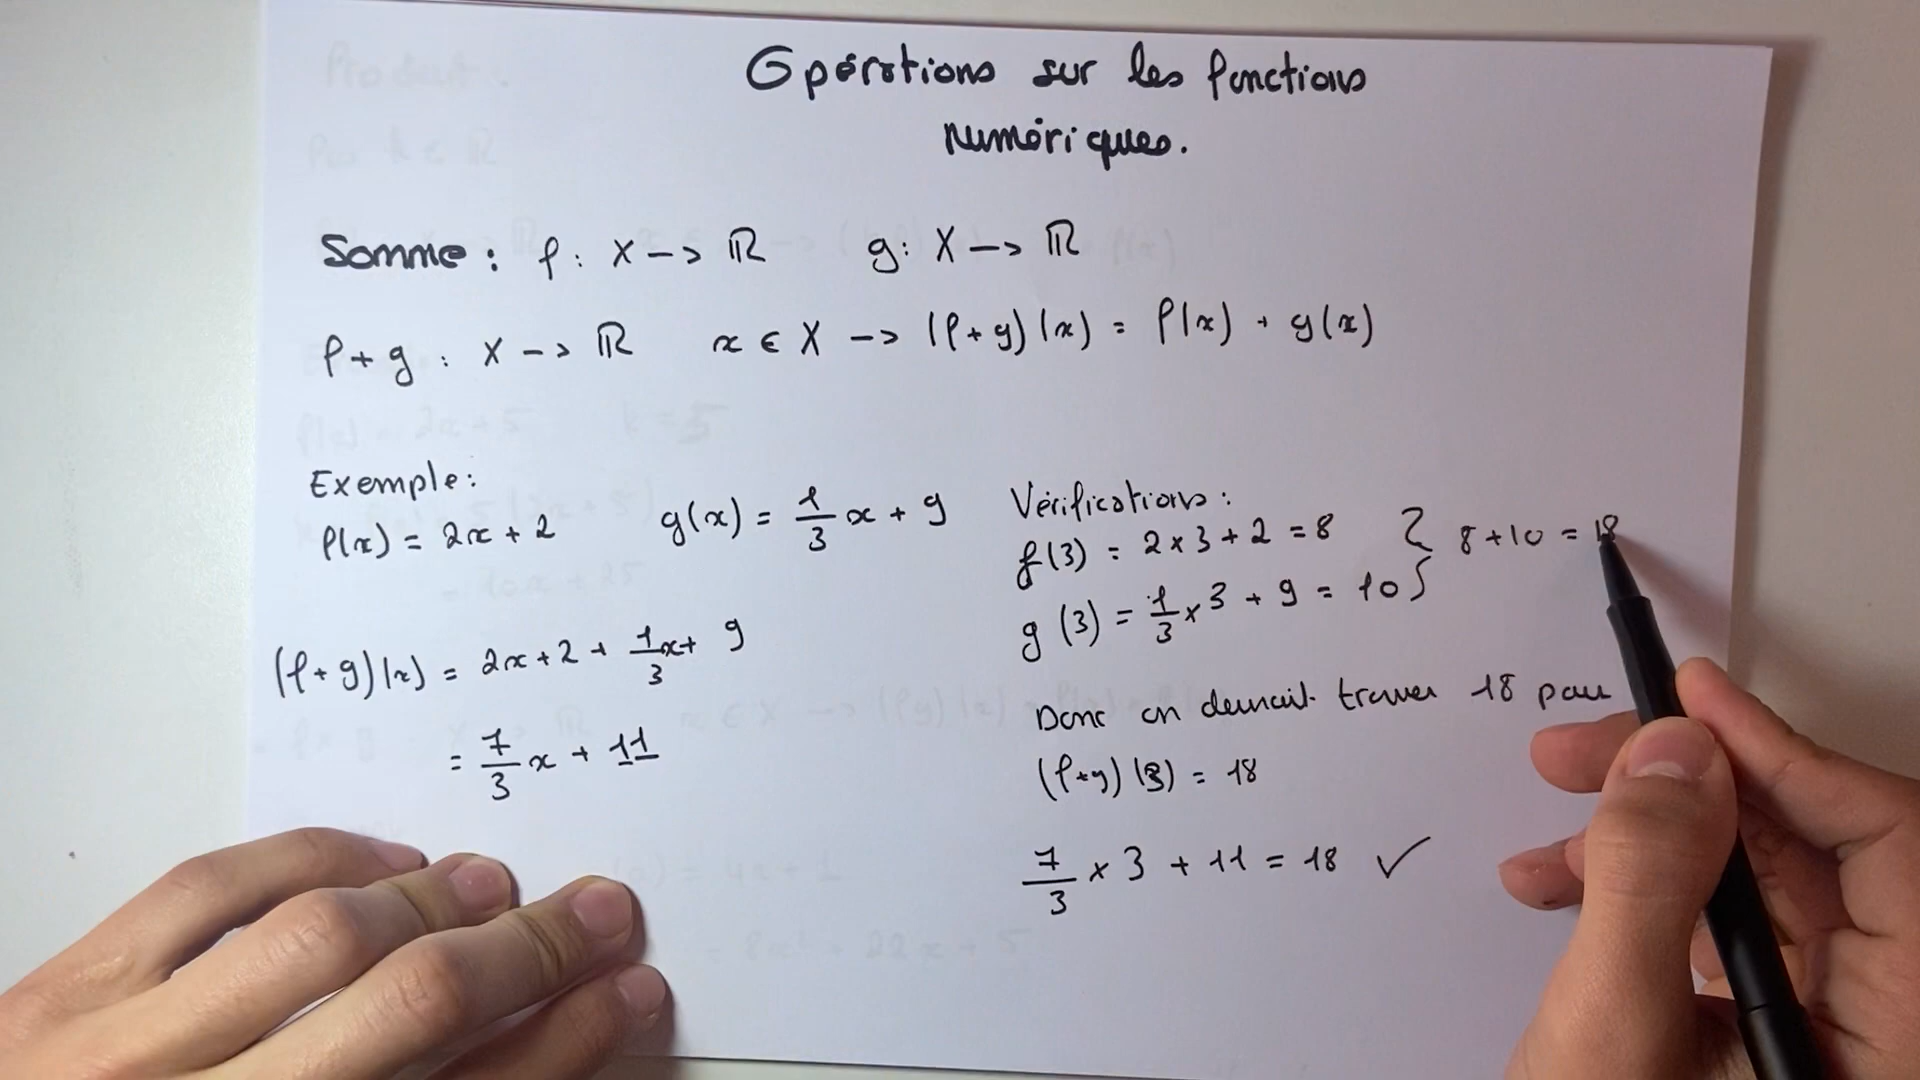 Opérations sur les fonctions
numériques.
Somme : f : X -> ℝ g : X -> ℝ
f + g : X -> ℝ x ∈ X -> (f+g)(x) = f(x) + g(x)
Exemple :
f(x) = 2x + 2 g(x) = 1/3 x + 9
(f+g)(x) = 2x + 2 + 1/3 x + 9
= 7/3 x + 11
Vérifications :
f(3) = 2 × 3 + 2 = 8
g(3) = 1/3 × 3 + 9 = 10 } 8 + 10 = 18
Donc on devrait trouver 18 pour
(f+g)(3) = 18
7/3 × 3 + 11 = 18 ✓